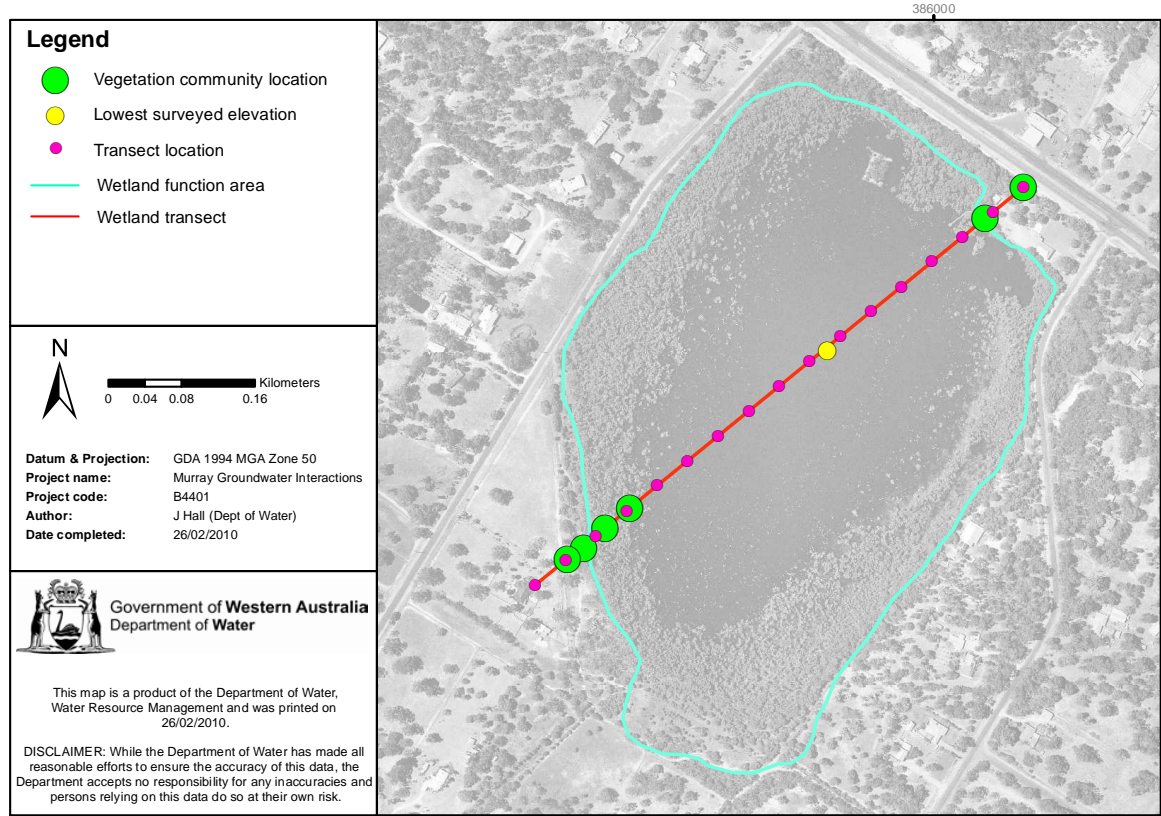 386000
Legend
Vegetation community location
Lowest surveyed elevation
Transect location
Wetland function area
Wetland transect
N
Kilometers
0 0.04 0.08 0.16
Datum & Projection: GDA 1994 MGA Zone 50
Project name: Murray Groundwater Interactions
Project code: B4401
Author: J Hall (Dept of Water)
Date completed: 26/02/2010
Government of Western Australia
Department of Water
This map is a product of the Department of Water,
Water Resource Management and was printed on
26/02/2010.
DISCLAIMER: While the Department of Water has made all
reasonable efforts to ensure the accuracy of this data, the
Department accepts no responsibility for any inaccuracies and
persons relying on this data do so at their own risk.